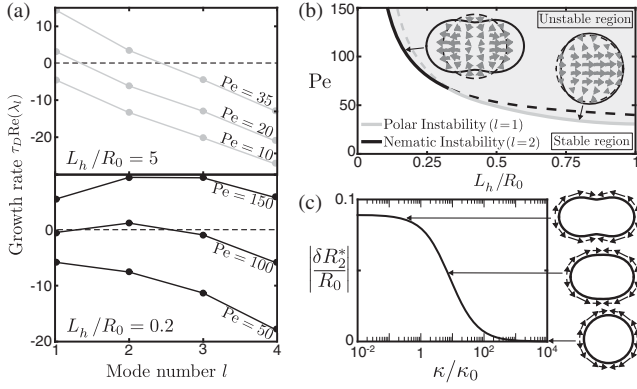 (a)
10
0
-10
-20
Pe = 35
Pe = 20
Pe = 10
L_h/R_0 = 5
Growth rate τ_D Re(λ_l)
Pe = 150
Pe = 100
Pe = 50
0
-10
-20
L_h/R_0 = 0.2
1 2 3 4
Mode number l
(b)
150
100
50
0
Pe
Unstable region
Polar Instability (l=1)
Nematic Instability (l=2)
Stable region
0 0.25 0.5 0.75 1
L_h/R_0
(c)
0.1
0
|δR*_2/R_0|
10^-2 1 10^2 10^4
κ/κ_0